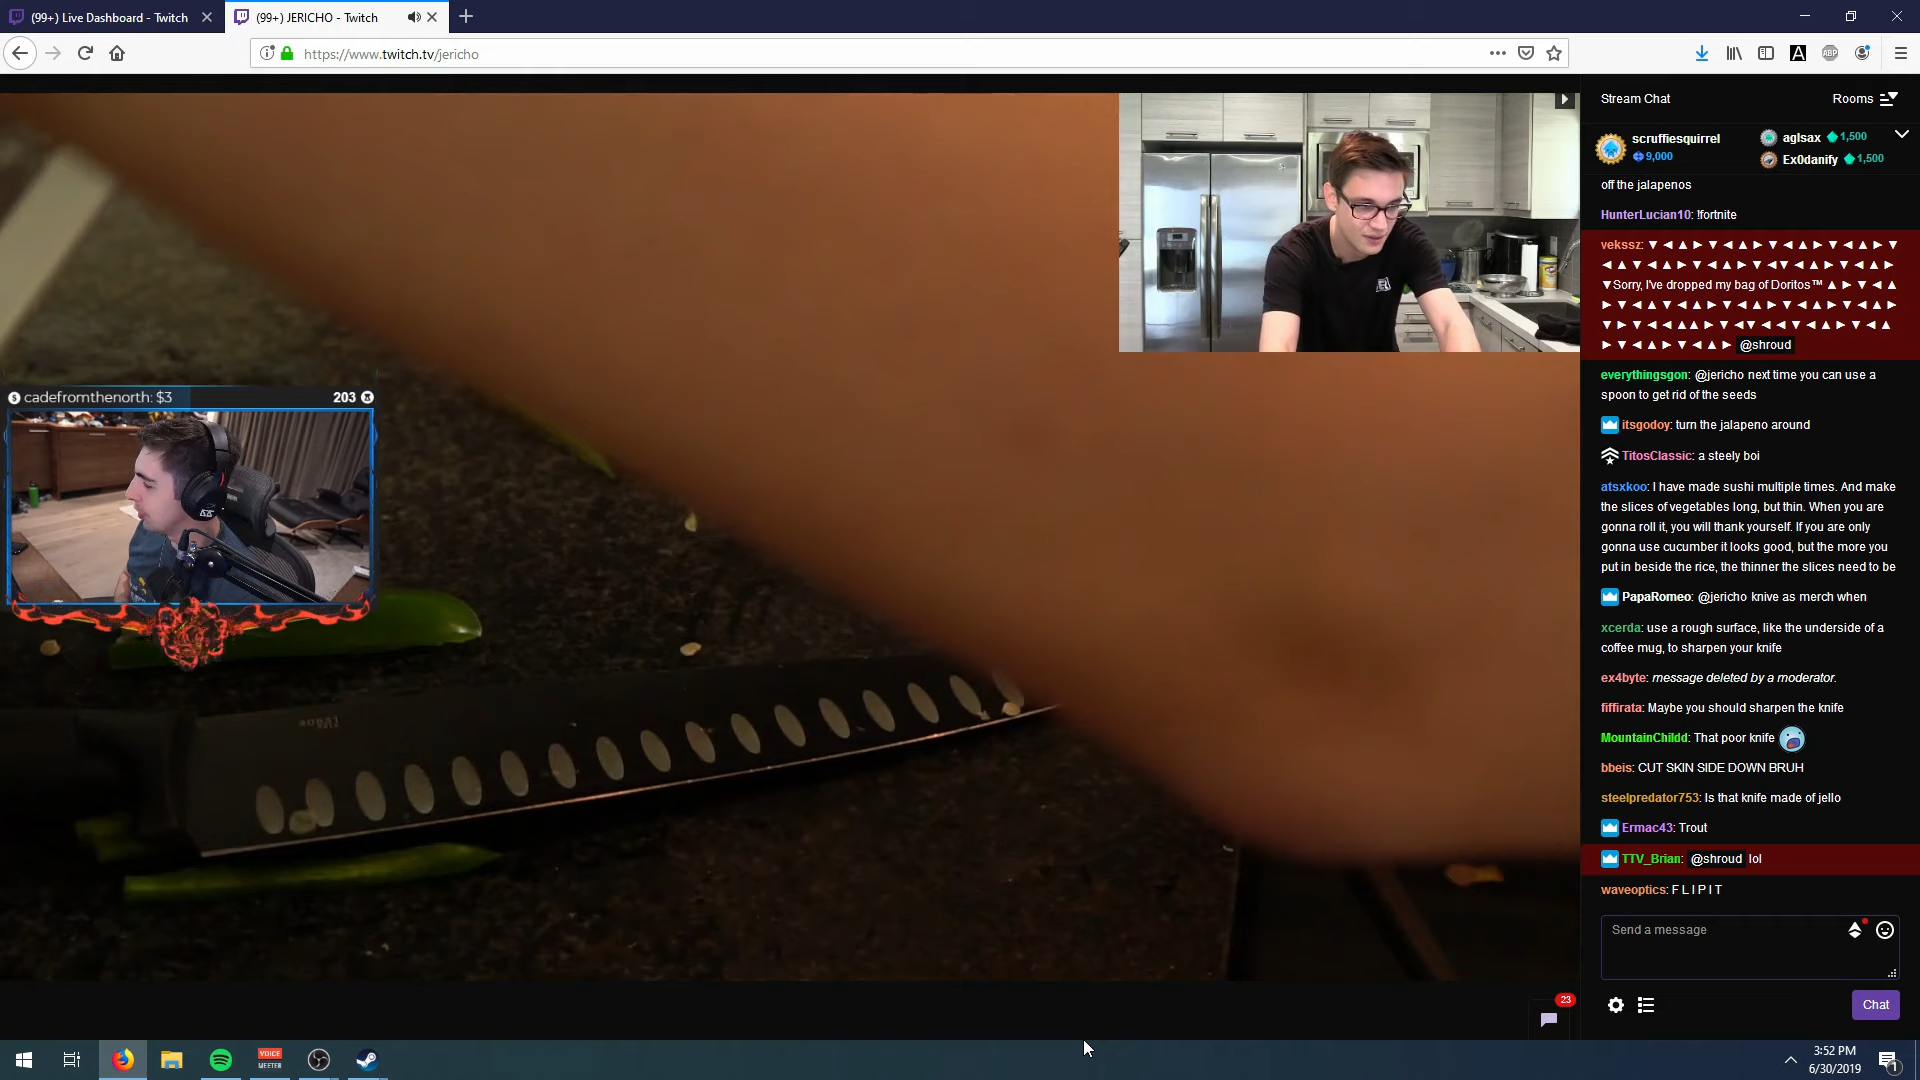 (99+) Live Dashboard - Twitch
(99+) JERICHO - Twitch
https://www.twitch.tv/jericho
ABP
Stream Chat
Rooms
scruffiesquirrel
9,000
aglsax 1,500
Ex0danify 1,500
off the jalapenos
HunterLucian10: !fortnite
vekssz: ▼ ◄ ▲ ► ▼ ◄ ▲ ► ▼ ◄ ▲ ► ▼ ◄ ▲ ► ▼
◄ ▲ ▼ ◄ ▲ ► ▼ ◄ ▲ ► ▼ ◄▼ ◄ ▲ ► ▼ ◄ ▲ ►
▼Sorry, I've dropped my bag of Doritos™ ▲ ► ▼ ◄ ▲
► ▼ ◄ ▲ ▼ ◄ ▲ ► ▼ ◄ ▲ ► ▼ ◄ ▲ ► ▼ ◄ ▲ ►
▼ ► ▼ ◄ ◄ ▲▲ ► ▼ ◄▼ ◄ ◄ ▼ ◄ ▲ ► ▼ ◄ ▲
► ▼ ◄ ▲ ► ▼ ◄ ▲ ► @shroud
everythingsgon: @jericho next time you can use a
spoon to get rid of the seeds
itsgodoy: turn the jalapeno around
TitosClassic: a steely boi
atsxkoo: I have made sushi multiple times. And make
the slices of vegetables long, but thin. When you are
gonna roll it, you will thank yourself. If you are only
gonna use cucumber it looks good, but the more you
put in beside the rice, the thinner the slices need to be
PapaRomeo: @jericho knive as merch when
xcerda: use a rough surface, like the underside of a
coffee mug, to sharpen your knife
ex4byte: message deleted by a moderator.
fiffirata: Maybe you should sharpen the knife
MountainChildd: That poor knife
bbeis: CUT SKIN SIDE DOWN BRUH
steelpredator753: Is that knife made of jello
Ermac43: Trout
TTV_Brian: @shroud lol
waveoptics: F L I P I T
Send a message
Chat
23
cadefromthenorth: $3
203
VOICE
MEETER
3:52 PM
6/30/2019
1